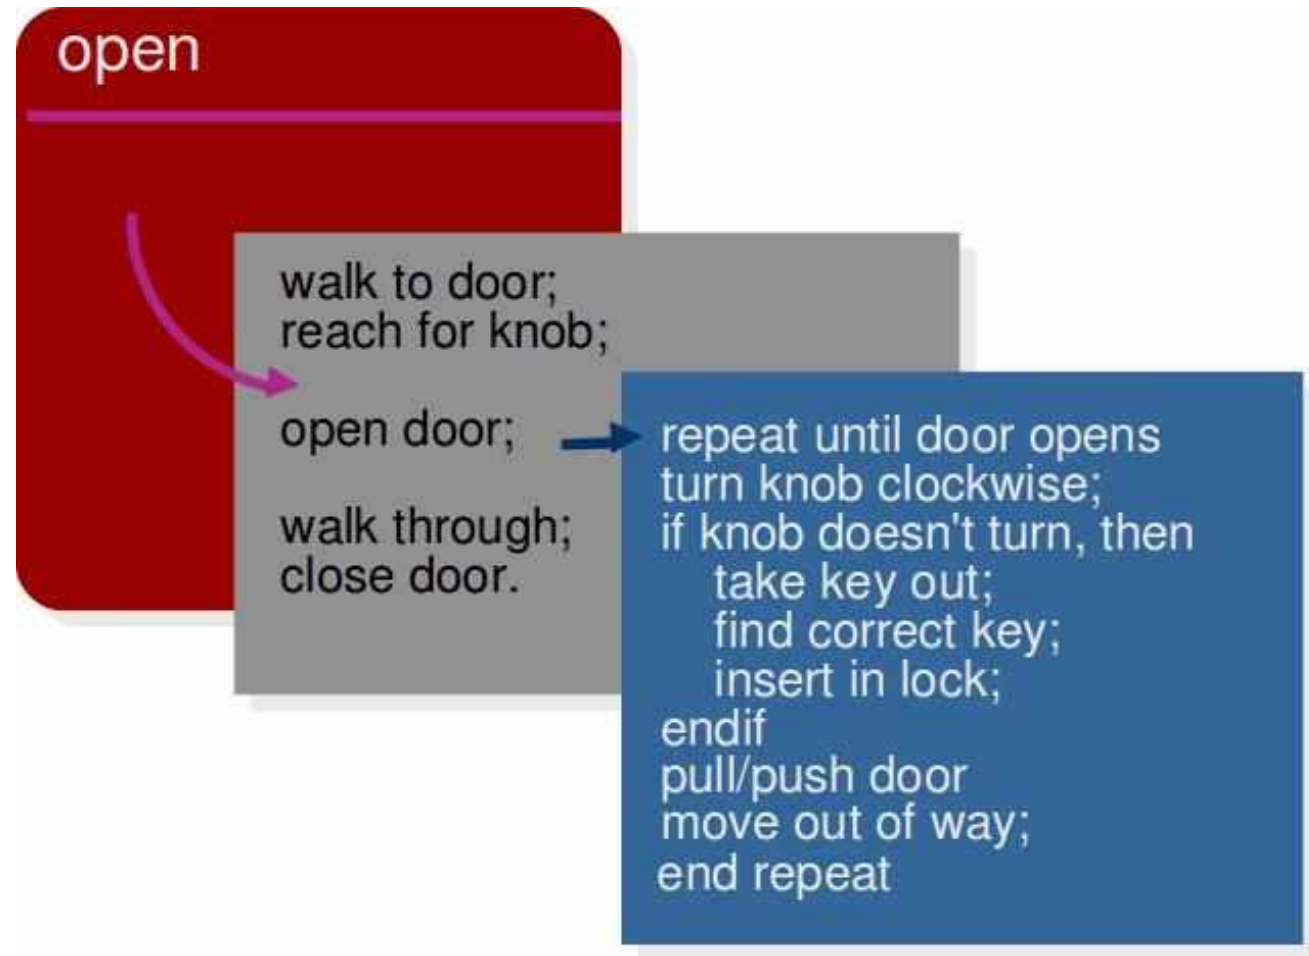 open
walk to door;
reach for knob;
open door;
walk through;
close door.
repeat until door opens
turn knob clockwise;
if knob doesn't turn, then
take key out;
find correct key;
insert in lock;
endif
pull/push door
move out of way;
end repeat